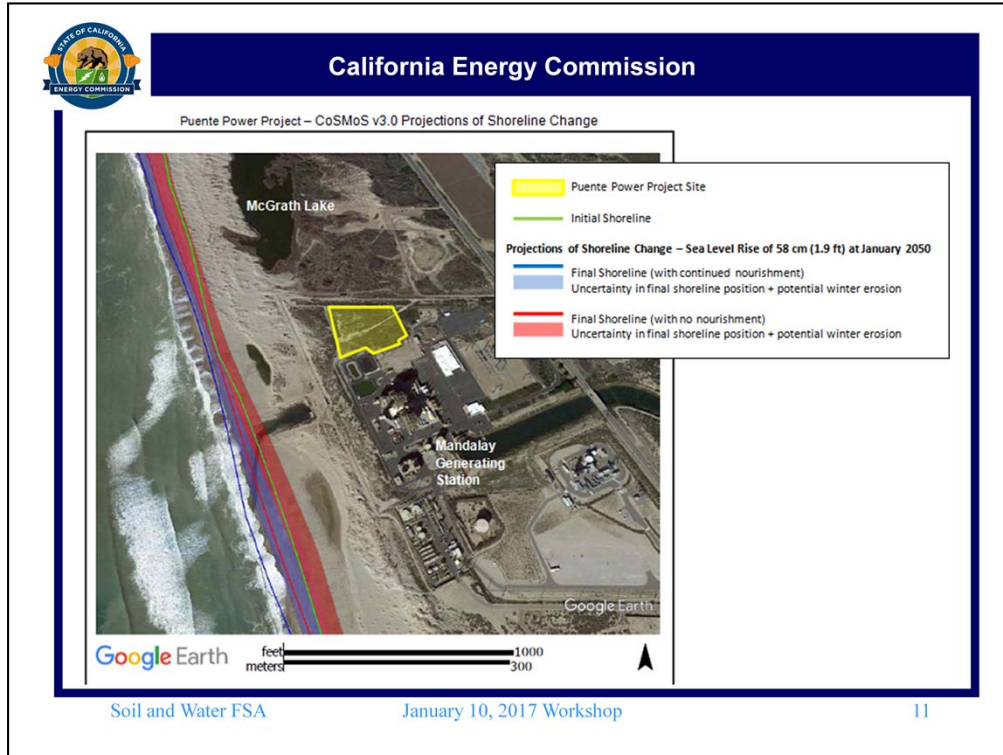 STATE OF CALIFORNIA
ENERGY COMMISSION
California Energy Commission
Puente Power Project – CoSMoS v3.0 Projections of Shoreline Change
McGrath Lake
Puente Power Project Site
Initial Shoreline
Projections of Shoreline Change – Sea Level Rise of 58 cm (1.9 ft) at January 2050
Final Shoreline (with continued nourishment)
Uncertainty in final shoreline position + potential winter erosion
Final Shoreline (with no nourishment)
Uncertainty in final shoreline position + potential winter erosion
Mandalay
Generating
Station
Google Earth
Google Earth
feet 1000
meters 300
Soil and Water FSA January 10, 2017 Workshop 11